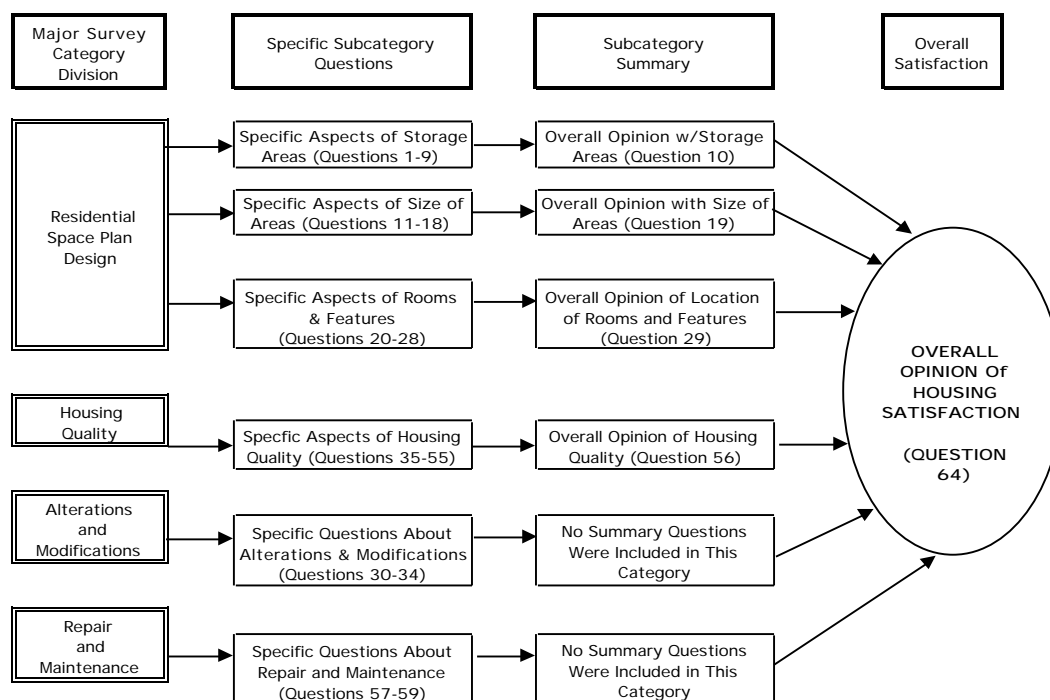 Major Survey
Category
Division
Specific Subcategory
Questions
Subcategory
Summary
Overall
Satisfaction
Residential
Space Plan
Design
Specific Aspects of Storage
Areas (Questions 1-9)
Overall Opinion w/Storage
Areas (Question 10)
Specific Aspects of Size of
Areas (Questions 11-18)
Overall Opinion with Size of
Areas (Question 19)
Specific Aspects of Rooms
& Features
(Questions 20-28)
Overall Opinion of Location
of Rooms and Features
(Question 29)
OVERALL
OPINION Of
HOUSING
SATISFACTION
(QUESTION
64)
Housing
Quality
Specfic Aspects of Housing
Quality (Questions 35-55)
Overall Opinion of Housing
Quality (Question 56)
Alterations
and
Modifications
Specific Questions About
Alterations & Modifications
(Questions 30-34)
No Summary Questions
Were Included in This
Category
Repair
and
Maintenance
Specific Questions About
Repair and Maintenance
(Questions 57-59)
No Summary Questions
Were Included in This
Category